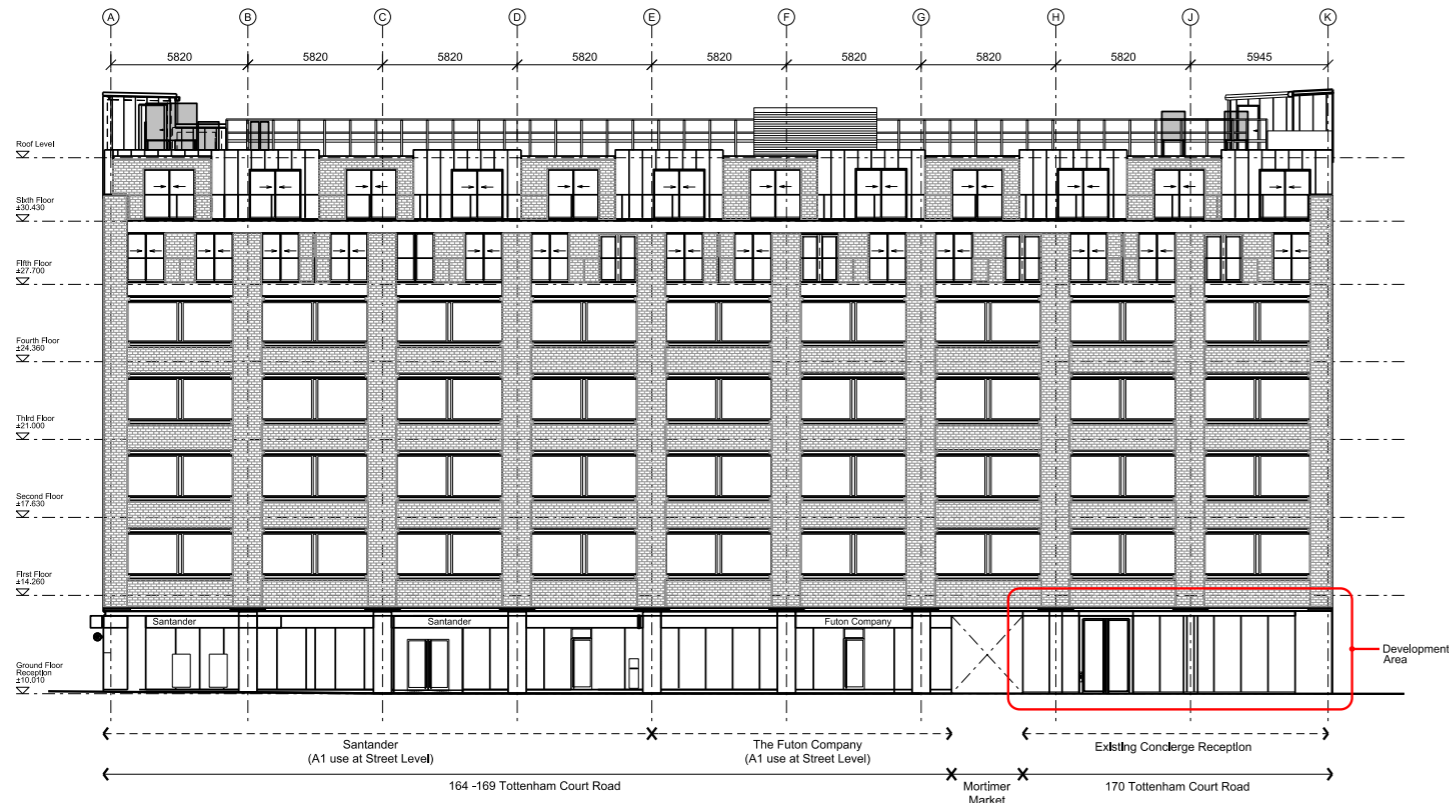 A B C D E F G H J K
5820 5820 5820 5820 5820 5820 5820 5820 5945
Roof Level
Sixth Floor
±30.430
Fifth Floor
±27.700
Fourth Floor
±24.360
Third Floor
±21.000
Second Floor
±17.630
First Floor
±14.260
Santander Santander Futon Company
Development
Area
Ground Floor
Reception
±10.010
Santander
(A1 use at Street Level)
The Futon Company
(A1 use at Street Level)
Existing Concierge Reception
164 -169 Tottenham Court Road
Mortimer
Market
170 Tottenham Court Road